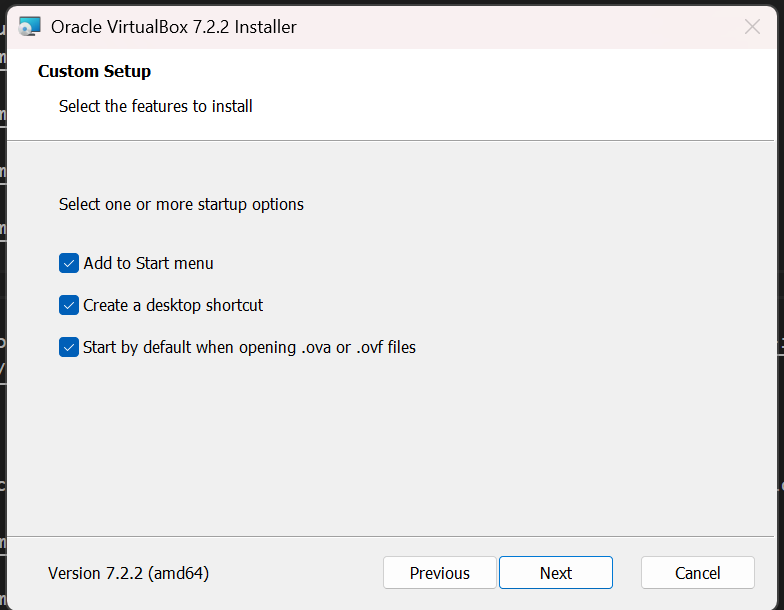 Oracle VirtualBox 7.2.2 Installer
Custom Setup
Select the features to install
Select one or more startup options
Add to Start menu
Create a desktop shortcut
Start by default when opening .ova or .ovf files
Version 7.2.2 (amd64)
Previous
Next
Cancel